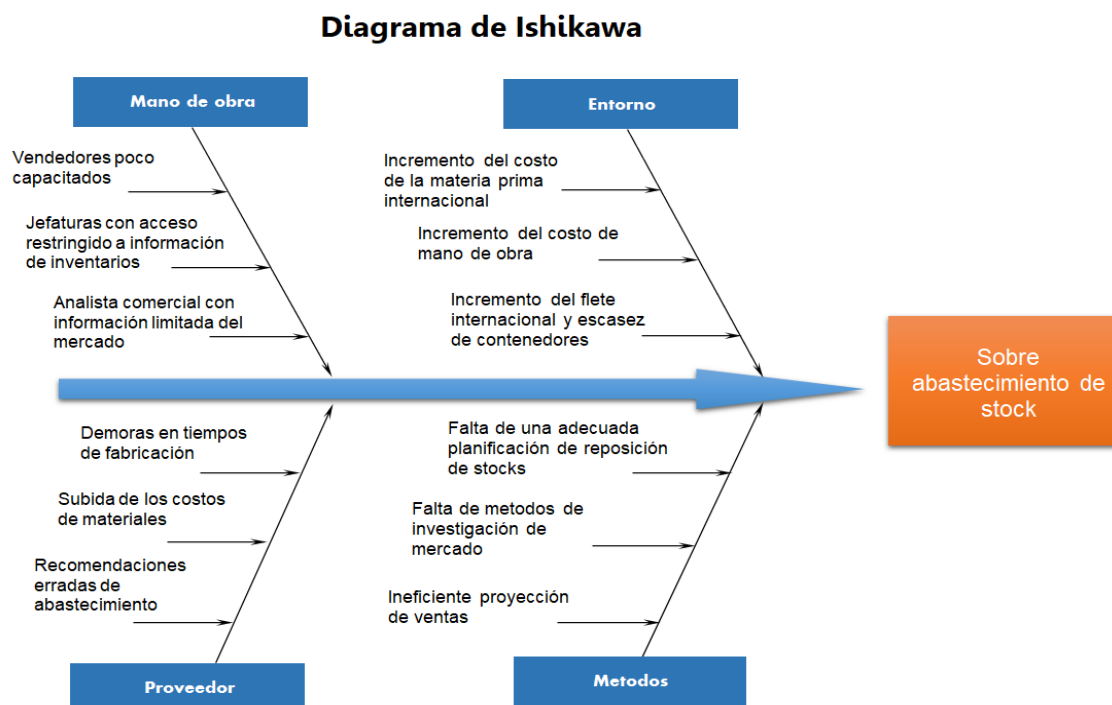 Diagrama de Ishikawa
Mano de obra
Vendedores poco
capacitados
Jefaturas con acceso
restringido a información
de inventarios
Analista comercial con
información limitada del
mercado
Entorno
Incremento del costo
de la materia prima
internacional
Incremento del costo de
mano de obra
Incremento del flete
internacional y escasez
de contenedores
Sobre
abastecimiento de
stock
Demoras en tiempos
de fabricación
Subida de los costos
de materiales
Recomendaciones
erradas de
abastecimiento
Proveedor
Falta de una adecuada
planificación de reposición
de stocks
Falta de metodos de
investigación de
mercado
Ineficiente proyección
de ventas
Metodos